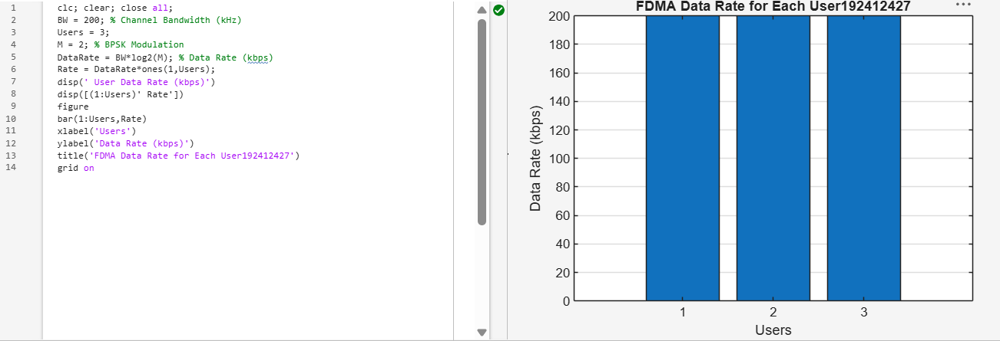 1 clc; clear; close all;
2 BW = 200; % Channel Bandwidth (kHz)
3 Users = 3;
4 M = 2; % BPSK Modulation
5 DataRate = BW*log2(M); % Data Rate (kbps)
6 Rate = DataRate*ones(1,Users);
7 disp(' User Data Rate (kbps)')
8 disp([(1:Users)' Rate'])
9 figure
10 bar(1:Users,Rate)
11 xlabel('Users')
12 ylabel('Data Rate (kbps)')
13 title('FDMA Data Rate for Each User192412427')
14 grid on
FDMA Data Rate for Each User192412427
Data Rate (kbps)
200
180
160
140
120
100
80
60
40
20
0
1 2 3
Users